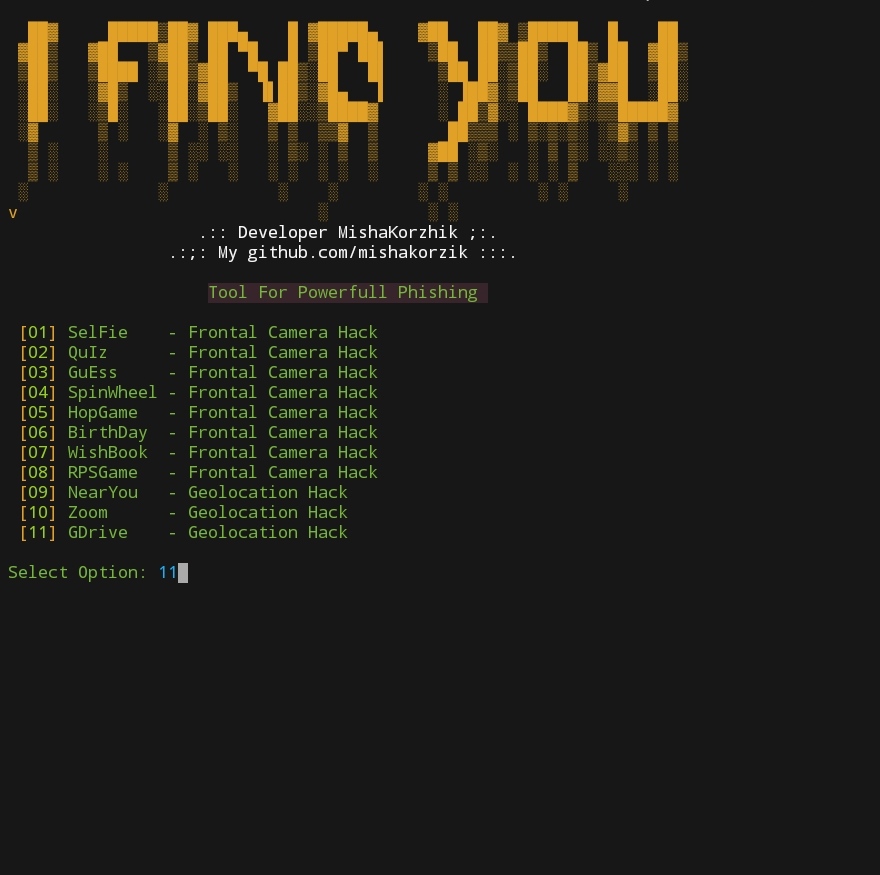 I FIND YOU
v
.:: Developer MishaKorzhik ;:.
.:;: My github.com/mishakorzik :::.
Tool For Powerfull Phishing
[01] SelFie - Frontal Camera Hack
[02] QuIz - Frontal Camera Hack
[03] GuEss - Frontal Camera Hack
[04] SpinWheel - Frontal Camera Hack
[05] HopGame - Frontal Camera Hack
[06] BirthDay - Frontal Camera Hack
[07] WishBook - Frontal Camera Hack
[08] RPSGame - Frontal Camera Hack
[09] NearYou - Geolocation Hack
[10] Zoom - Geolocation Hack
[11] GDrive - Geolocation Hack
Select Option: 11